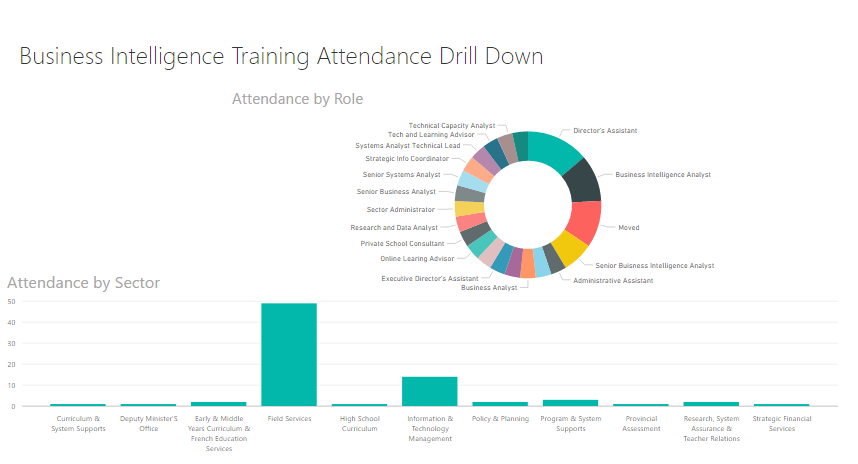 Business Intelligence Training Attendance Drill Down
Attendance by Role
Technical Capacity Analyst
Tech and Learning Advisor
Systems Analyst Technical Lead
Strategic Info Coordinator
Senior Systems Analyst
Senior Business Analyst
Sector Administrator
Research and Data Analyst
Private School Consultant
Online Learing Advisor
Executive Director's Assistant
Business Analyst
Director's Assistant
Business Intelligence Analyst
Moved
Senior Buisness Intelligence Analyst
Administrative Assistant
Attendance by Sector
50
40
30
20
10
0
Curriculum &
System Supports
Deputy Minister'S
Office
Early & Middle
Years Curriculum &
French Education
Services
Field Services
High School
Curriculum
Information &
Technology
Management
Policy & Planning
Program & System
Supports
Provincial
Assessment
Research, System
Assurance &
Teacher Relations
Strategic Financial
Services